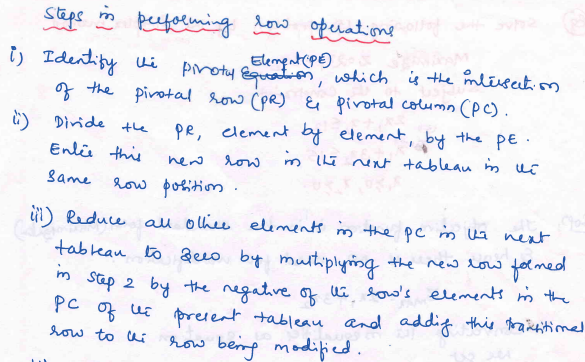 Steps in performing row operations
i) Identify the pivoty Equation Element (PE), which is the intersection
of the pivotal row (PR) & pivotal column (PC).
ii) Divide the PR, element by element, by the PE.
Enter this new row in the next tableau in the
same row position.
iii) Reduce all other elements in the PC in the next
tableau to zero by multiplying the new row formed
in step 2 by the negative of the row's elements in the
PC of the present tableau and addig this transitional
row to the row being modified.